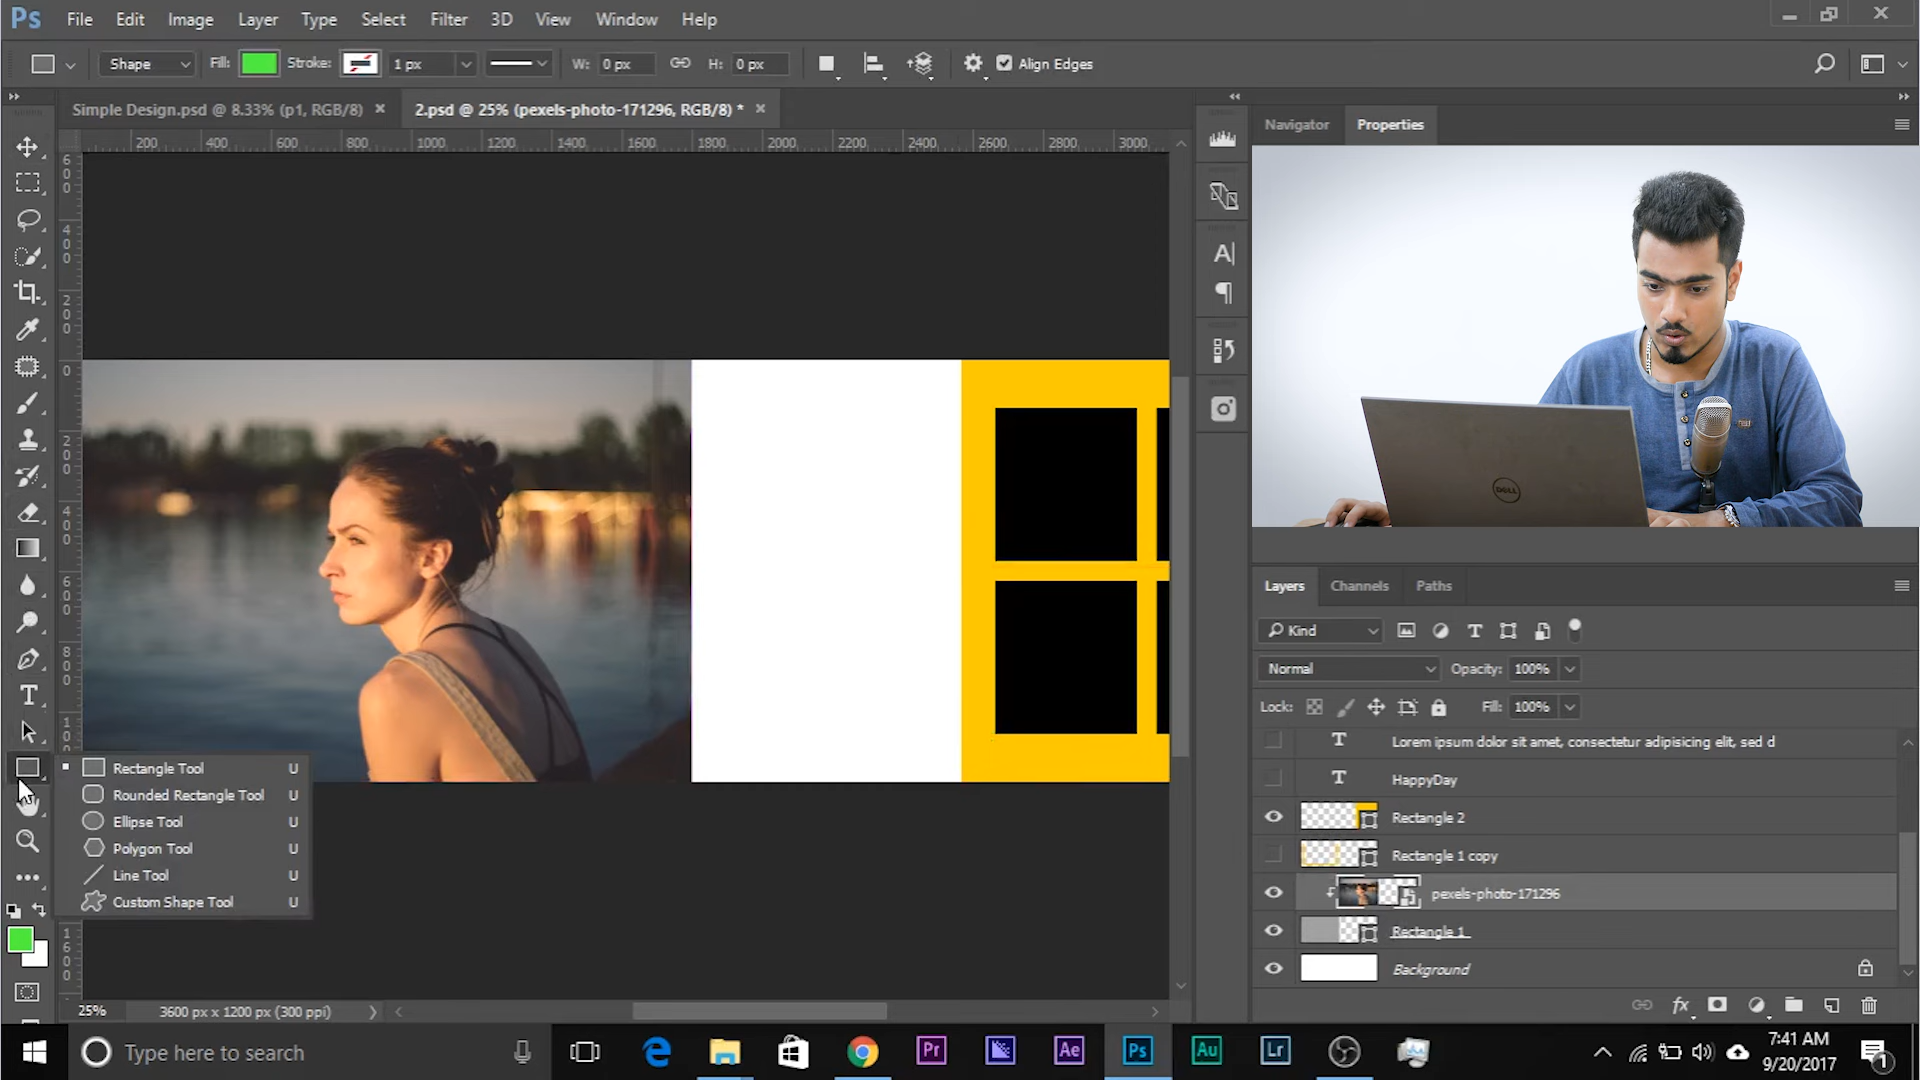 Ps File Edit Image Layer Type Select Filter 3D View Window Help
Shape Fill: Stroke: 1 px W: 0 px H: 0 px Align Edges
Simple Design.psd @ 8.33% (p1, RGB/8) × 2.psd @ 25% (pexels-photo-171296, RGB/8) * ×
Navigator Properties
200 400 600 800 1000 1200 1400 1600 1800 2000 2200 2400 2600 2800 3000
DELL
Layers Channels Paths
Kind
Normal Opacity: 100%
Lock: Fill: 100%
Lorem ipsum dolor sit amet, consectetur adipisicing elit, sed d
HappyDay
Rectangle 2
Rectangle 1 copy
pexels-photo-171296
Rectangle 1
Background
Rectangle Tool U
Rounded Rectangle Tool U
Ellipse Tool U
Polygon Tool U
Line Tool U
Custom Shape Tool U
25% 3600 px x 1200 px (300 ppi)
fx
Type here to search
Pr Ae Ps Au Lr
7:41 AM
9/20/2017
1